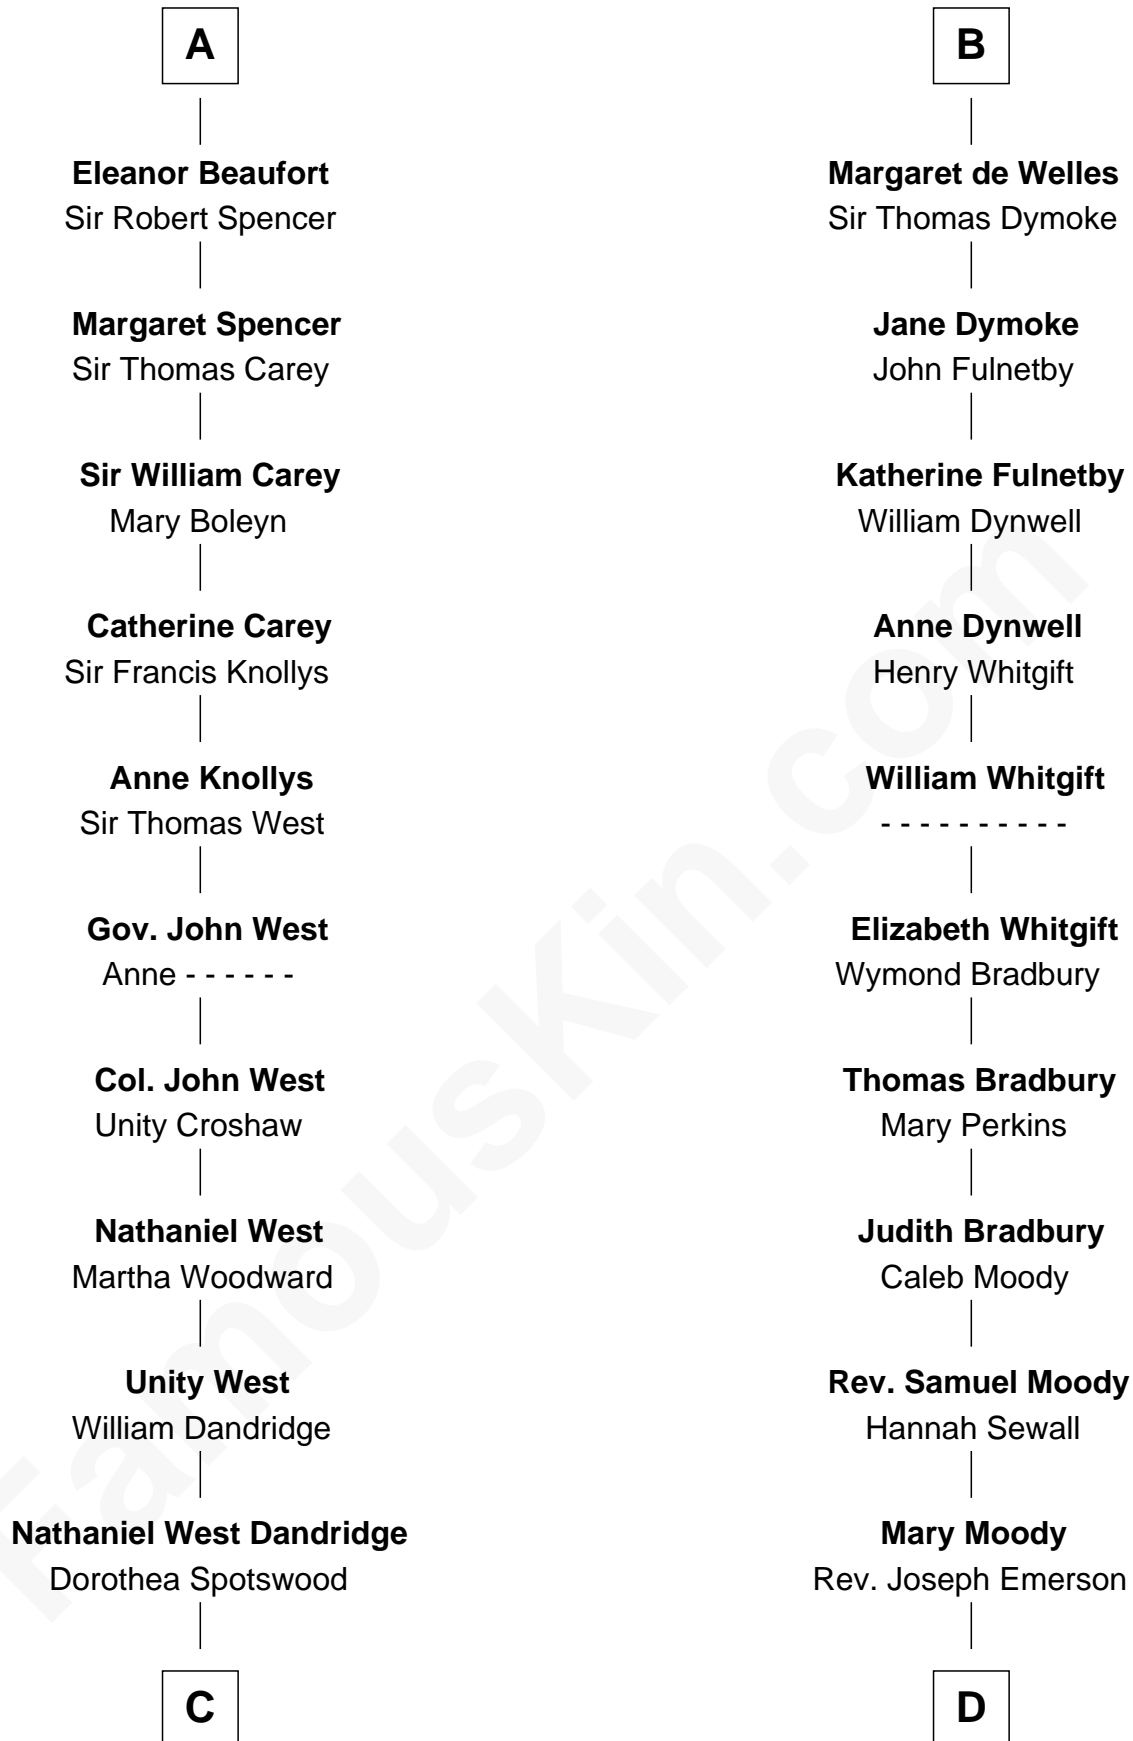 A
Eleanor Beaufort
Sir Robert Spencer
Margaret Spencer
Sir Thomas Carey
Sir William Carey
Mary Boleyn
Catherine Carey
Sir Francis Knollys
Anne Knollys
Sir Thomas West
Gov. John West
Anne - - - - - -
Col. John West
Unity Croshaw
Nathaniel West
Martha Woodward
Unity West
William Dandridge
Nathaniel West Dandridge
Dorothea Spotswood
C
B
Margaret de Welles
Sir Thomas Dymoke
Jane Dymoke
John Fulnetby
Katherine Fulnetby
William Dynwell
Anne Dynwell
Henry Whitgift
William Whitgift
- - - - - - - - - -
Elizabeth Whitgift
Wymond Bradbury
Thomas Bradbury
Mary Perkins
Judith Bradbury
Caleb Moody
Rev. Samuel Moody
Hannah Sewall
Mary Moody
Rev. Joseph Emerson
D
FamousKin.com